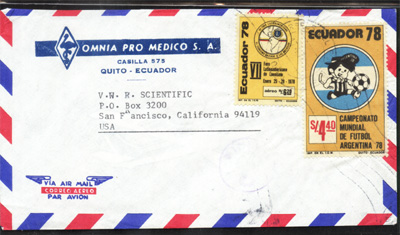 OMNIA PRO MEDICO S. A.
CASILLA 575
QUITO - ECUADOR
V.W. R. SCIENTIFIC
P.O. Box 3200
San Francisco, California 94119
USA
ECUADOR 78
VII
ECUADOR 78
S/4.40
CAMPEONATO
MUNDIAL
DE FUTBOL
ARGENTINA 78
VIA AIR MAIL
CORREO AEREO
PAR AVION